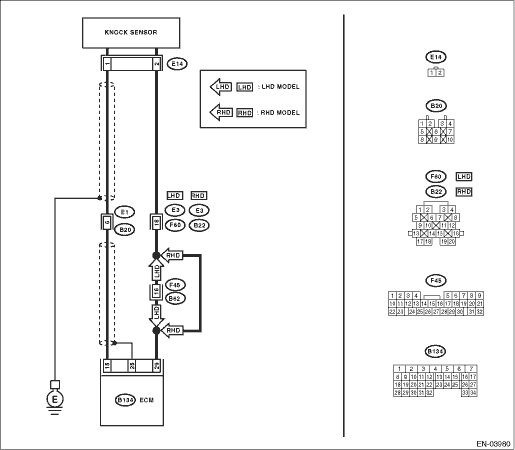 KNOCK SENSOR
1 2 E14
LHD LHD : LHD MODEL
RHD RHD : RHD MODEL
LHD RHD
E3 E3
F60 B22
E1
B20
6
18
RHD
LHD
F45
B62
16
LHD
RHD
15 25 29
B134 ECM
E
E14
1 2
B20
1 2 3 4
5 6 7
8 9 10
F60 LHD
B22 RHD
1 2 3 4
5 6 7 8
9 10 11 12
13 14 15 16
17 18 19 20
F45
1 2 3 4 5 6 7 8 9
10 11 12 13 14 15 16 17 18 19 20 21
22 23 24 25 26 27 28 29 30 31 32
B134
1 2 3 4 5 6 7
8 9 10 11 12 13 14 15 16 17
18 19 20 21 22 23 24 25 26 27
28 29 30 31 32 33 34
EN-03980